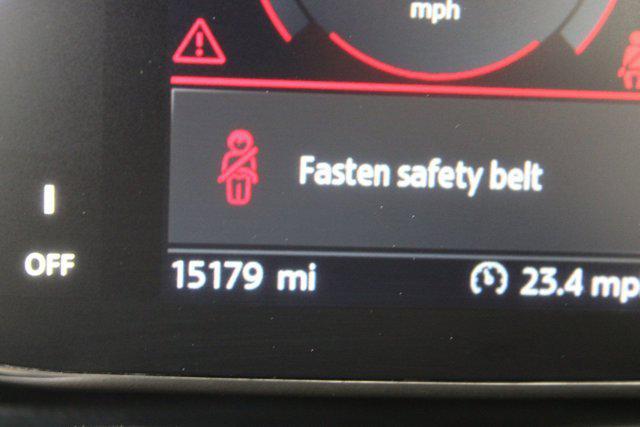 mph
Fasten safety belt
OFF
15179 mi
23.4 mp